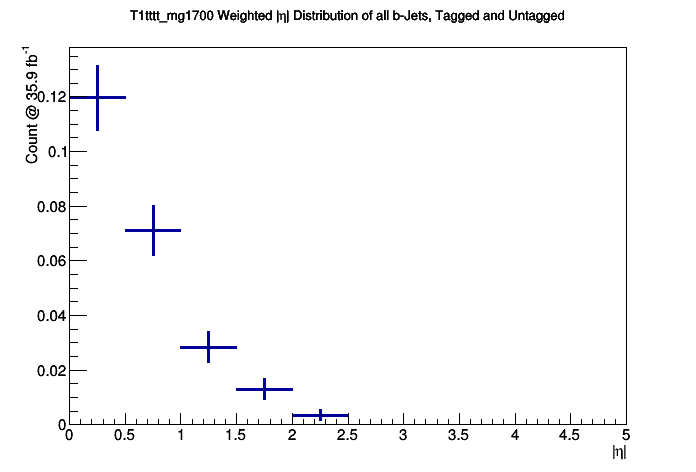 T1tttt_mg1700 Weighted |η| Distribution of all b-Jets, Tagged and Untagged
Count @ 35.9 fb⁻¹
0.12
0.1
0.08
0.06
0.04
0.02
0
0 0.5 1 1.5 2 2.5 3 3.5 4 4.5 5
|η|